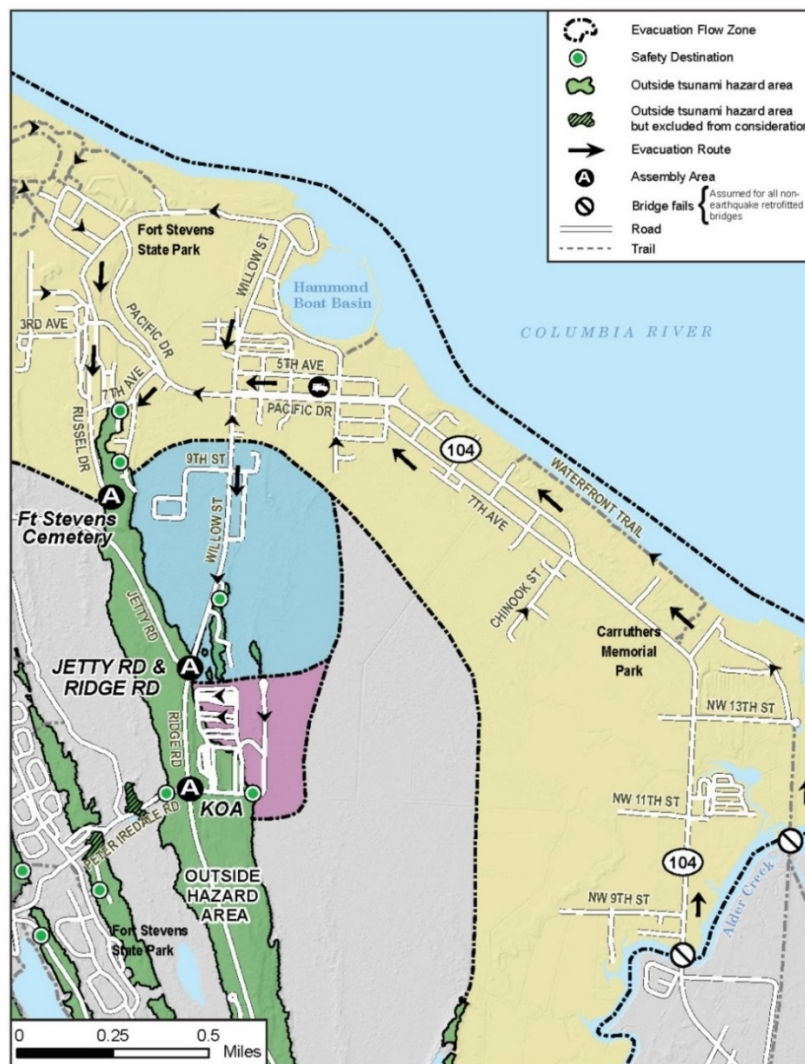 Evacuation Flow Zone
Safety Destination
Outside tsunami hazard area
Outside tsunami hazard area
but excluded from consideration
Evacuation Route
A
Assembly Area
Bridge fails
{
Assumed for all non-
earthquake retrofitted
bridges
Road
Trail
Fort Stevens
State Park
WILLOW ST
Hammond
Boat Basin
COLUMBIA RIVER
3RD AVE
PACIFIC DR
5TH AVE
7TH AVE
PACIFIC DR
RUSSEL DR
104
WATERFRONT TRAIL
9TH ST
7TH AVE
A
Ft Stevens
Cemetery
WILLOW ST
CHINOOK ST
JETTY RD
Carruthers
Memorial
Park
JETTY RD &
RIDGE RD
A
NW 13TH ST
RIDGE RD
A
KOA
NW 11TH ST
PETER IREDALE RD
OUTSIDE
HAZARD
AREA
104
Alder Creek
NW 9TH ST
Fort Stevens
State Park
0 0.25 0.5
Miles